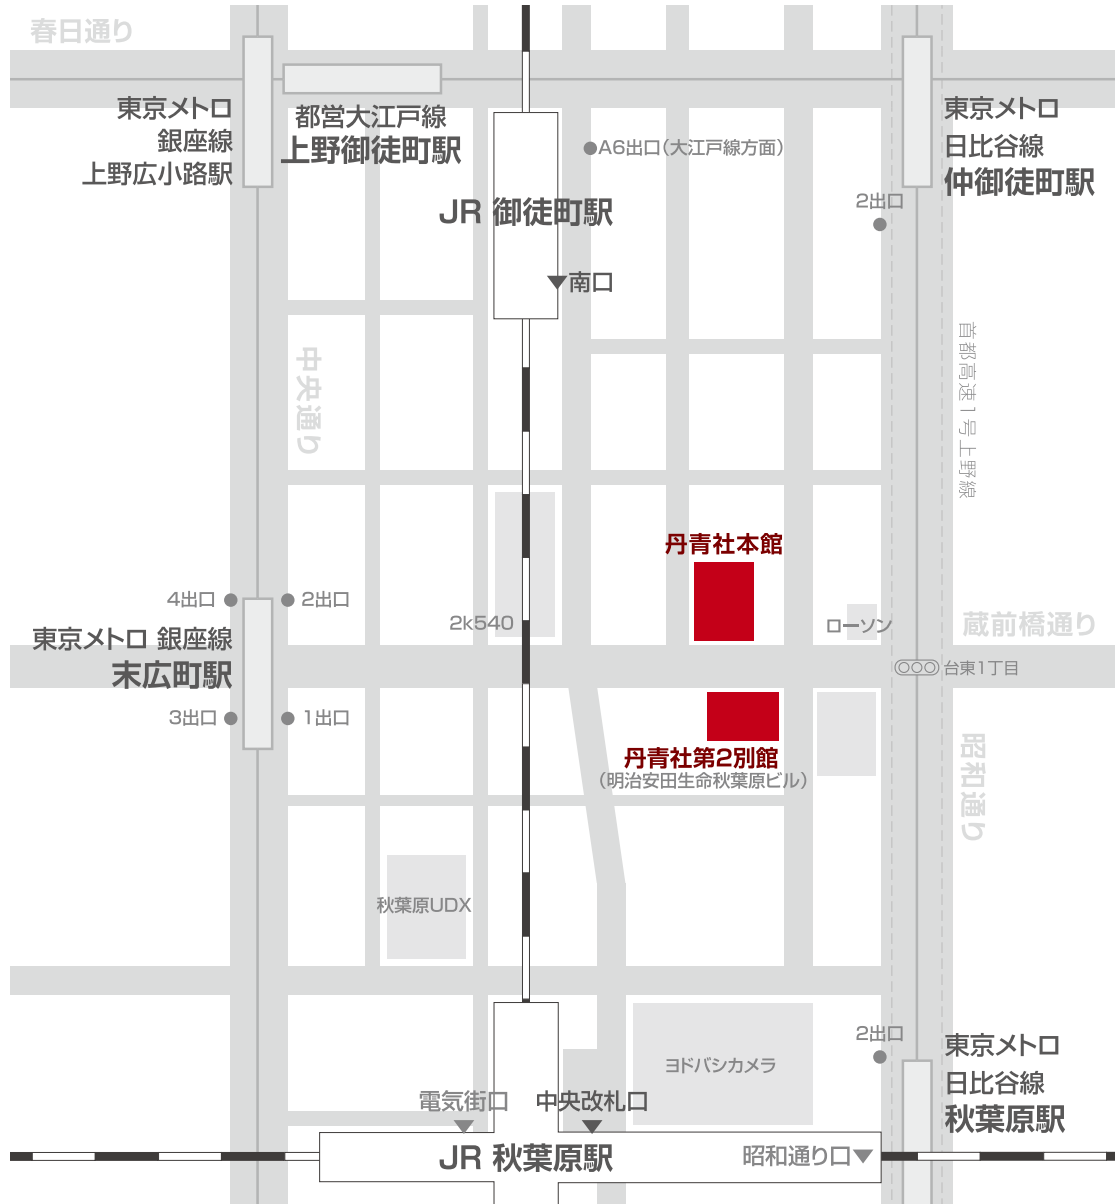 春日通り
東京メトロ
銀座線
上野広小路駅
都営大江戸線
上野御徒町駅
A6出口(大江戸線方面)
東京メトロ
日比谷線
仲御徒町駅
2出口
JR 御徒町駅
南口
中央通り
首都高速1号上野線
丹青社本館
4出口
2出口
2k540
ローソン
蔵前橋通り
東京メトロ 銀座線
末広町駅
台東1丁目
3出口
1出口
丹青社第2別館
(明治安田生命秋葉原ビル)
昭和通り
秋葉原UDX
ヨドバシカメラ
2出口
東京メトロ
日比谷線
秋葉原駅
電気街口
中央改札口
JR 秋葉原駅
昭和通り口